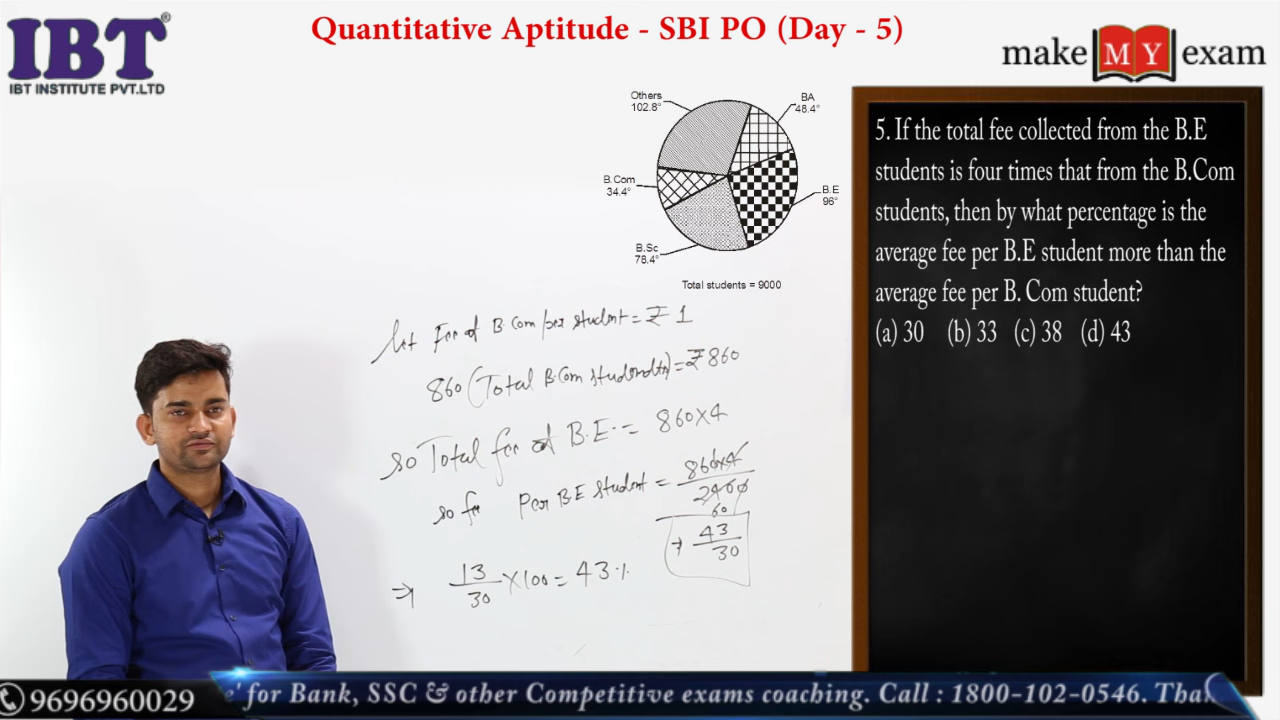 IBT®
IBT INSTITUTE PVT.LTD
Quantitative Aptitude - SBI PO (Day - 5)
make MY exam
Others
102.8°
BA
48.4°
B.Com
34.4°
B.E
96°
B.Sc
78.4°
Total students = 9000
let Fee of B.Com per student = ₹ 1
860 (Total B.Com = ₹ 860
so Total fee of B.E. = 860×4
so fee Per B.E student = 860×4
2400
60
→ 43
30
⇒ 13
30 ×100 = 43%
5. If the total fee collected from the B.E
students is four times that from the B.Com
students, then by what percentage is the
average fee per B.E student more than the
average fee per B. Com student?
(a) 30 (b) 33 (c) 38 (d) 43
9696960029
e' for Bank, SSC & other Competitive exams coaching. Call : 1800-102-0546. Tha